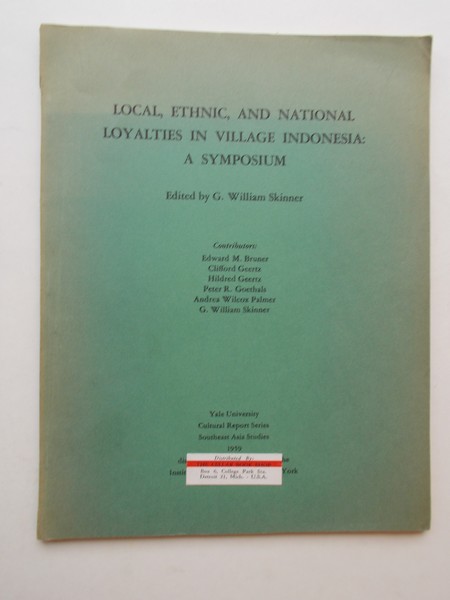 LOCAL, ETHNIC, AND NATIONAL
LOYALTIES IN VILLAGE INDONESIA:
A SYMPOSIUM
Edited by G. William Skinner
Contributors:
Edward M. Bruner
Clifford Geertz
Hildred Geertz
Peter R. Goethals
Andrea Wilcox Palmer
G. William Skinner
Yale University
Cultural Report Series
Southeast Asia Studies
1959
Distributed By:
Box 6, College Park Sta.
Detroit 21, Mich. - U.S.A.
York